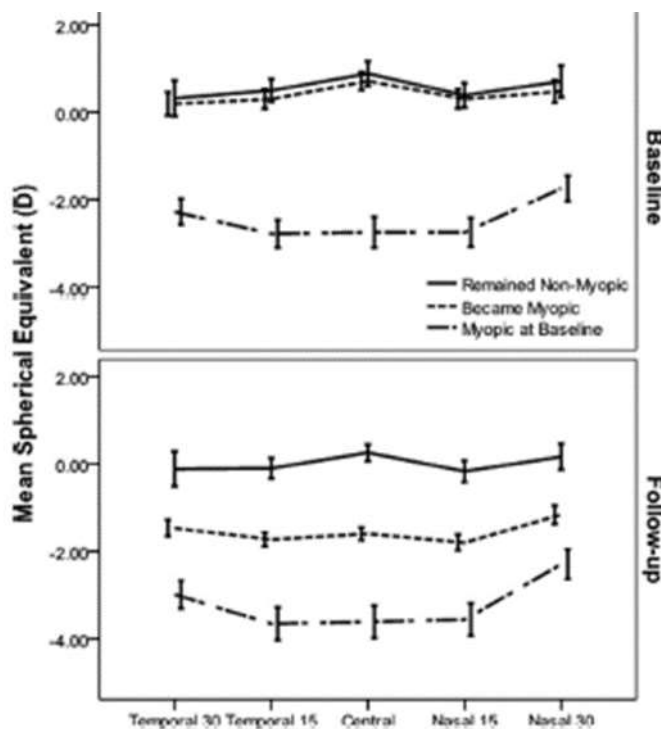 2.00
0.00
-2.00
-4.00
Remained Non-Myopic
Became Myopic
Myopic at Baseline
Baseline
Mean Spherical Equivalent (D)
2.00
0.00
-2.00
-4.00
Follow-up
Temporal 30 Temporal 15 Central Nasal 15 Nasal 30